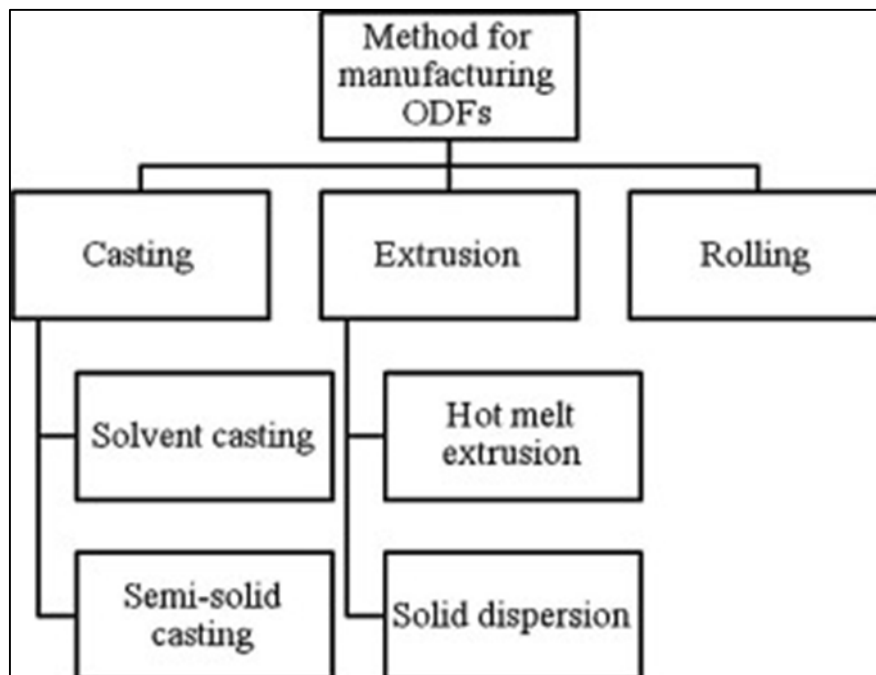 Method for
manufacturing
ODFs
Casting
Extrusion
Rolling
Solvent casting
Hot melt
extrusion
Semi-solid
casting
Solid dispersion